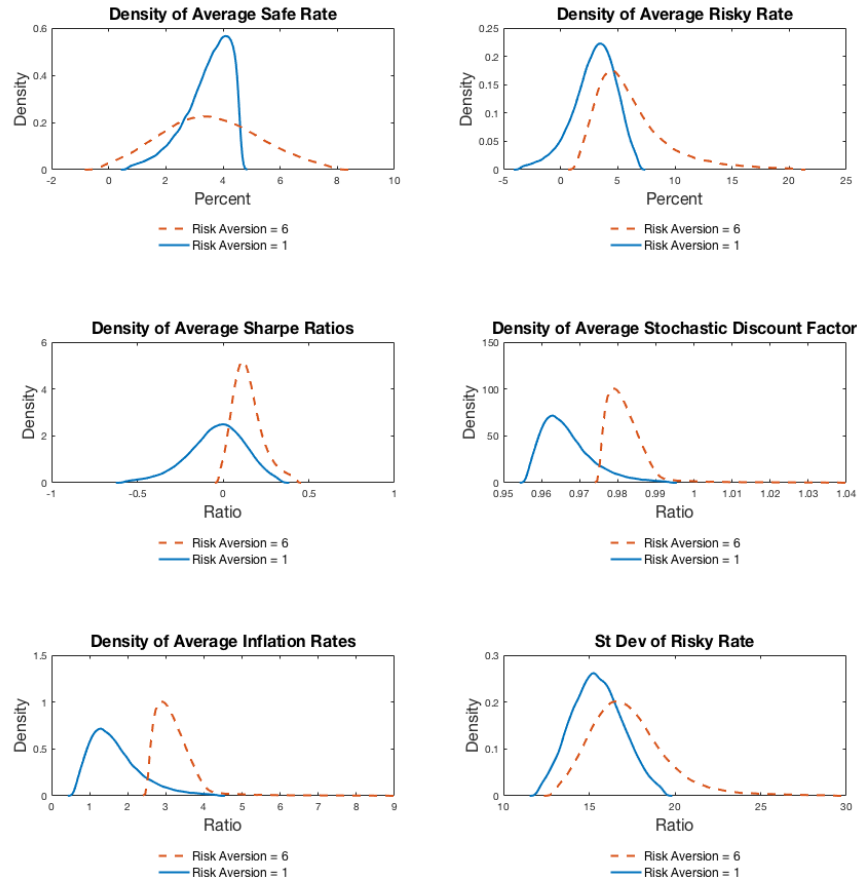 Density of Average Safe Rate
0.6
0.4
0.2
0
Density
-2 0 2 4 6 8 10
Percent
Risky Aversion = 6
Risk Aversion = 1
Density of Average Risky Rate
0.25
0.2
0.15
0.1
0.05
0
Density
-5 0 5 10 15 20 25
Percent
Risk Aversion = 6
Risk Aversion = 1
Density of Average Sharpe Ratios
6
4
2
0
Density
-1 -0.5 0 0.5 1
Ratio
Risk Aversion = 6
Risk Aversion = 1
Density of Average Stochastic Discount Factor
150
100
50
0
Density
0.95 0.96 0.97 0.98 0.99 1 1.01 1.02 1.03 1.04
Ratio
Risk Aversion = 6
Risk Aversion = 1
Density of Average Inflation Rates
1.5
1
0.5
0
Density
0 1 2 3 4 5 6 7 8 9
Ratio
Risk Aversion = 6
Risk Aversion = 1
St Dev of Risky Rate
0.3
0.2
0.1
0
Density
10 15 20 25 30
Ratio
Risk Aversion = 6
Risk Aversion = 1